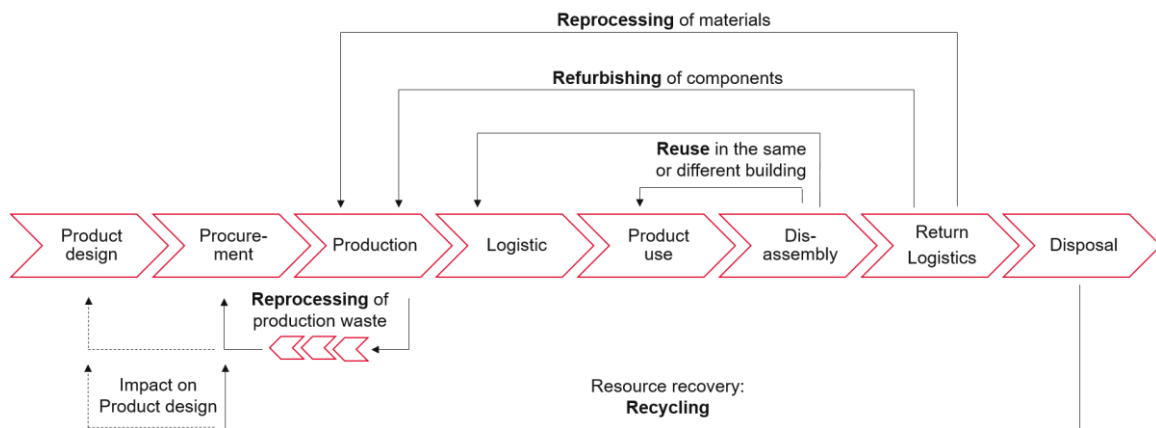 Reprocessing of materials
Refurbishing of components
Reuse in the same
or different building
Product
design
Procure-
ment
Production
Logistic
Product
use
Dis-
assembly
Return
Logistics
Disposal
Reprocessing of
production waste
Impact on
Product design
Resource recovery:
Recycling